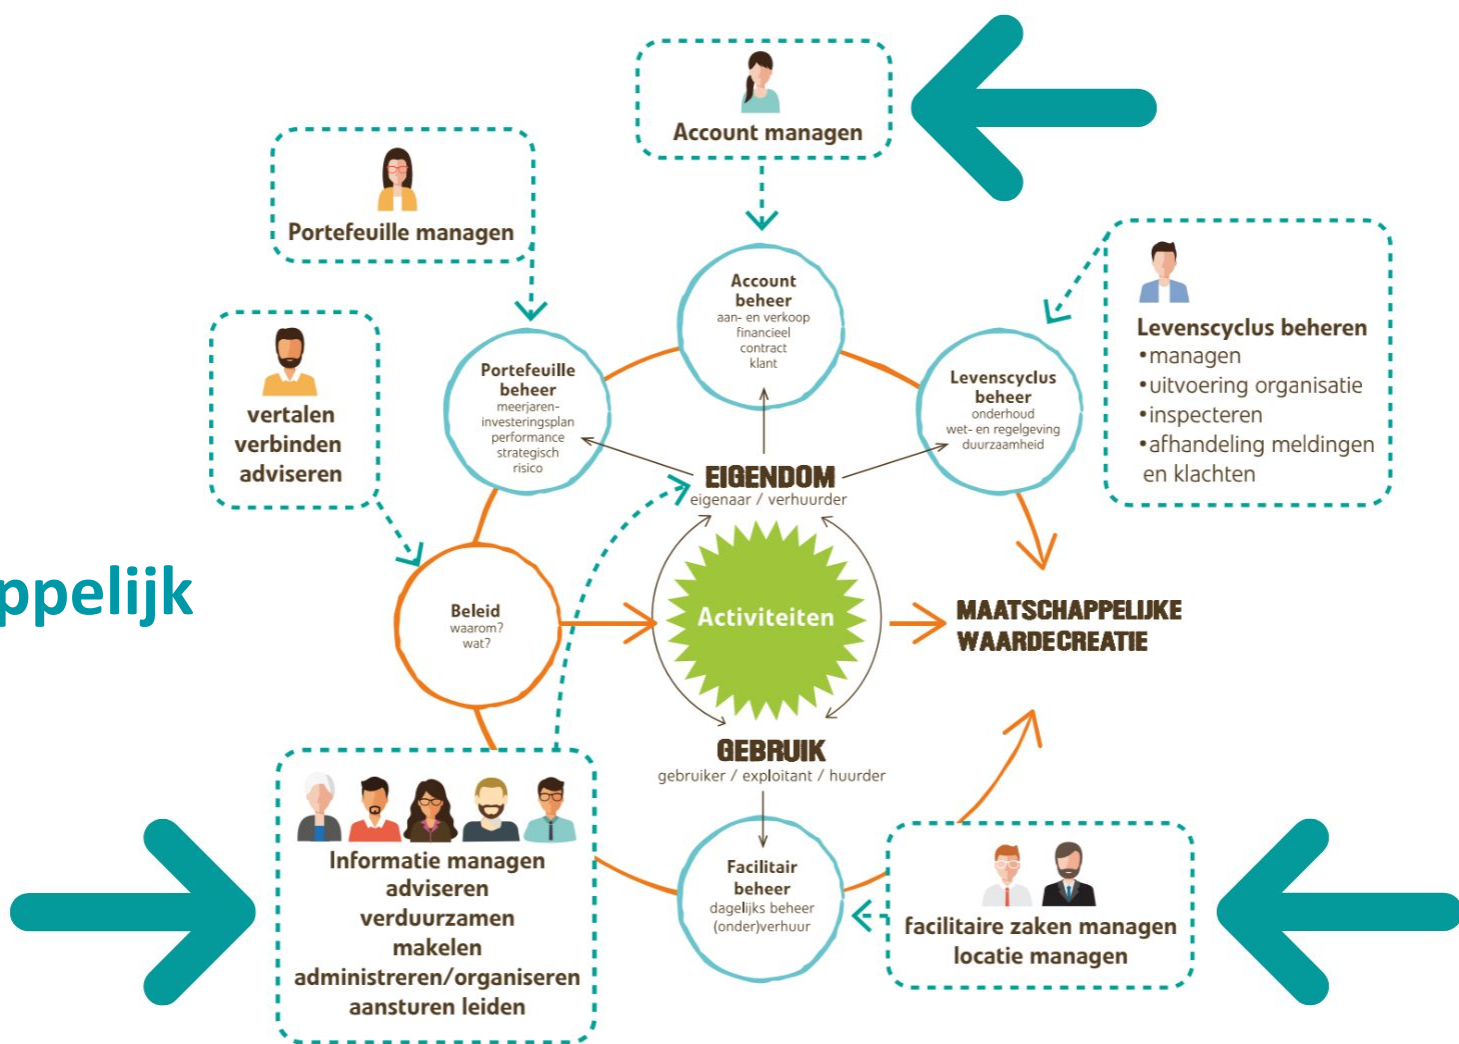 Account managen
Portefeuille managen
vertalen
verbinden
adviseren
Levenscyclus beheren
•managen
•uitvoering organisatie
•inspecteren
•afhandeling meldingen
en klachten
Account
beheer
aan- en verkoop
financieel
contract
klant
Portefeuille
beheer
meerjaren-
investeringsplan
performance
strategisch
risico
Levenscyclus
beheer
onderhoud
wet- en regelgeving
duurzaamheid
EIGENDOM
eigenaar / verhuurder
ppelijk
Beleid
waarom?
wat?
Activiteiten
MAATSCHAPPELIJKE
WAARDECREATIE
GEBRUIK
gebruiker / exploitant / huurder
Informatie managen
adviseren
verduurzamen
makelen
administreren/organiseren
aansturen leiden
Facilitair
beheer
dagelijks beheer
(onder)verhuur
facilitaire zaken managen
locatie managen